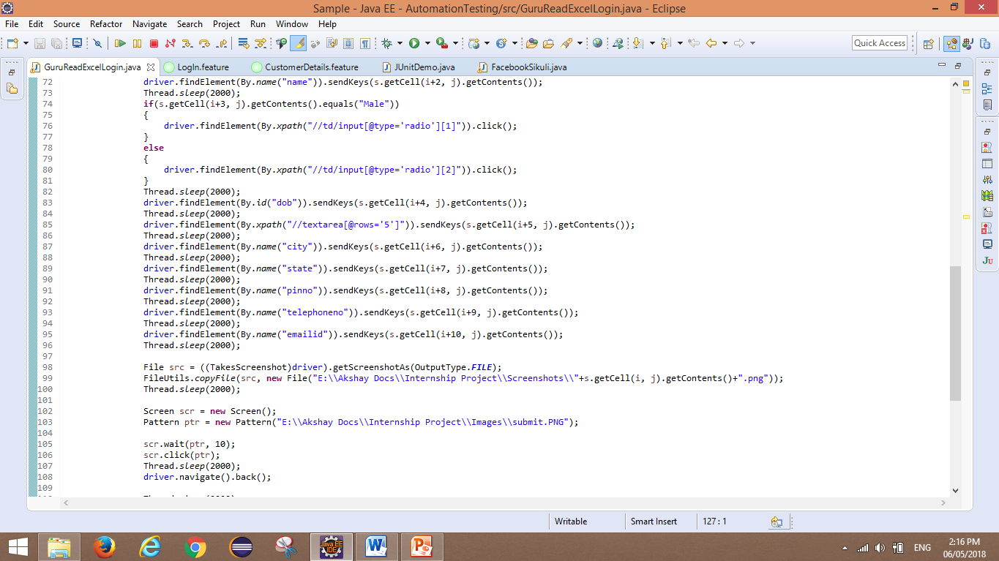 Sample - Java EE - AutomationTesting/src/GuruReadExcelLogin.java - Eclipse
File Edit Source Refactor Navigate Search Project Run Window Help
Quick Access
GuruReadExcelLogin.java LogIn.feature CustomerDetails.feature JUnitDemo.java FacebookSikuli.java
72 driver.findElement(By.name("name")).sendKeys(s.getCell(i+2, j).getContents());
73 Thread.sleep(2000);
74 if(s.getCell(i+3, j).getContents().equals("Male"))
75 {
76 driver.findElement(By.xpath("//td/input[@type='radio'][1]")).click();
77 }
78 else
79 {
80 driver.findElement(By.xpath("//td/input[@type='radio'][2]")).click();
81 }
82 Thread.sleep(2000);
83 driver.findElement(By.id("dob")).sendKeys(s.getCell(i+4, j).getContents());
84 Thread.sleep(2000);
85 driver.findElement(By.xpath("//textarea[@rows='5']")).sendKeys(s.getCell(i+5, j).getContents());
86 Thread.sleep(2000);
87 driver.findElement(By.name("city")).sendKeys(s.getCell(i+6, j).getContents());
88 Thread.sleep(2000);
89 driver.findElement(By.name("state")).sendKeys(s.getCell(i+7, j).getContents());
90 Thread.sleep(2000);
91 driver.findElement(By.name("pinno")).sendKeys(s.getCell(i+8, j).getContents());
92 Thread.sleep(2000);
93 driver.findElement(By.name("telephoneno")).sendKeys(s.getCell(i+9, j).getContents());
94 Thread.sleep(2000);
95 driver.findElement(By.name("emailid")).sendKeys(s.getCell(i+10, j).getContents());
96 Thread.sleep(2000);
97
98 File src = ((TakesScreenshot)driver).getScreenshotAs(OutputType.FILE);
99 FileUtils.copyFile(src, new File("E:\\Akshay Docs\\Internship Project\\Screenshots\\"+s.getCell(i, j).getContents()+".png"));
100 Thread.sleep(2000);
101
102 Screen scr = new Screen();
103 Pattern ptr = new Pattern("E:\\Akshay Docs\\Internship Project\\Images\\submit.PNG");
104
105 scr.wait(ptr, 10);
106 scr.click(ptr);
107 Thread.sleep(2000);
108 driver.navigate().back();
109
Writable Smart Insert 127 : 1
Java EE IDE
ENG 2:16 PM
06/05/2018